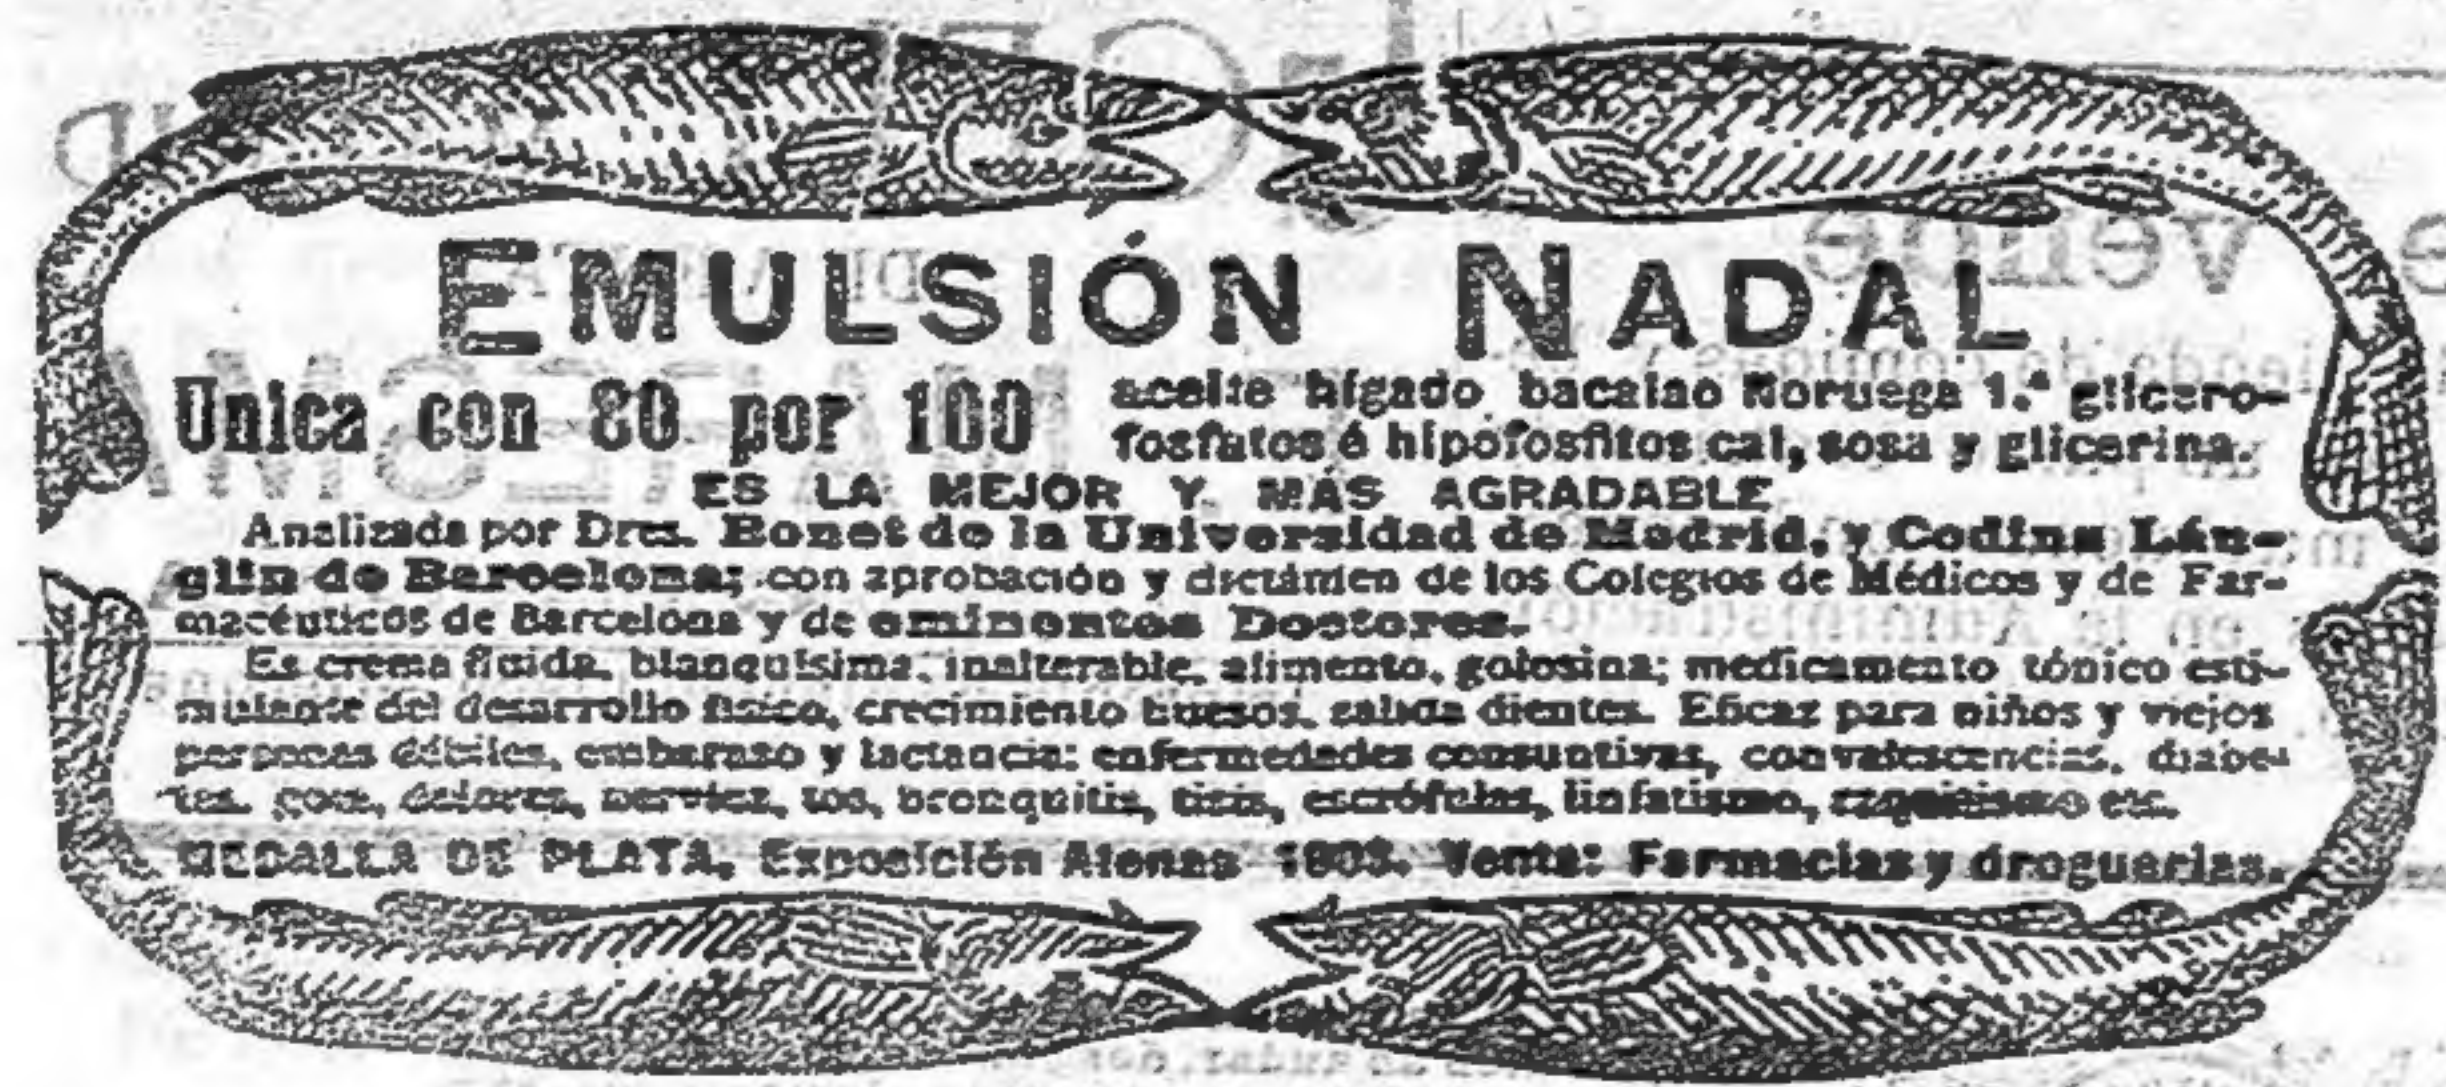 EMULSIÓN NADAL
Unica con 80 por 100 aceite hígado bacalao Noruega 1.ª glicero-
fosfatos é hipofosfitos cal, sosa y glicerina.
ES LA MEJOR Y MÁS AGRADABLE
Analizada por Dres. Bonet de la Universidad de Madrid, y Codina Län-
glin de Barcelona; con aprobación y dictámen de los Colegios de Médicos y de Far-
macéuticos de Barcelona y de eminentes Doctores.
Es crema fluida, blanquísima, inalterable, alimento, golosina; medicamento tónico esti-
mulante del desarrollo físico, crecimiento huesos, salida dientes. Eficaz para niños y viejos
personas débiles, embarazo y lactancia; enfermedades consuntivas, convalescencias, diabe-
tes, gota, dolores, nervios, tos, bronquitis, tisis, escrófulas, linfatismo, raquitismo etc.
MEDALLA DE PLATA, Exposición Atenas Venta: Farmacias y droguerías.